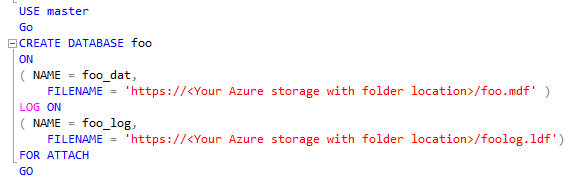 USE master
Go
CREATE DATABASE foo
ON
( NAME = foo_dat,
    FILENAME = 'https://<Your Azure storage with folder location>/foo.mdf' )
LOG ON
( NAME = foo_log,
    FILENAME = 'https://<Your Azure storage with folder location>/foolog.ldf')
FOR ATTACH
GO